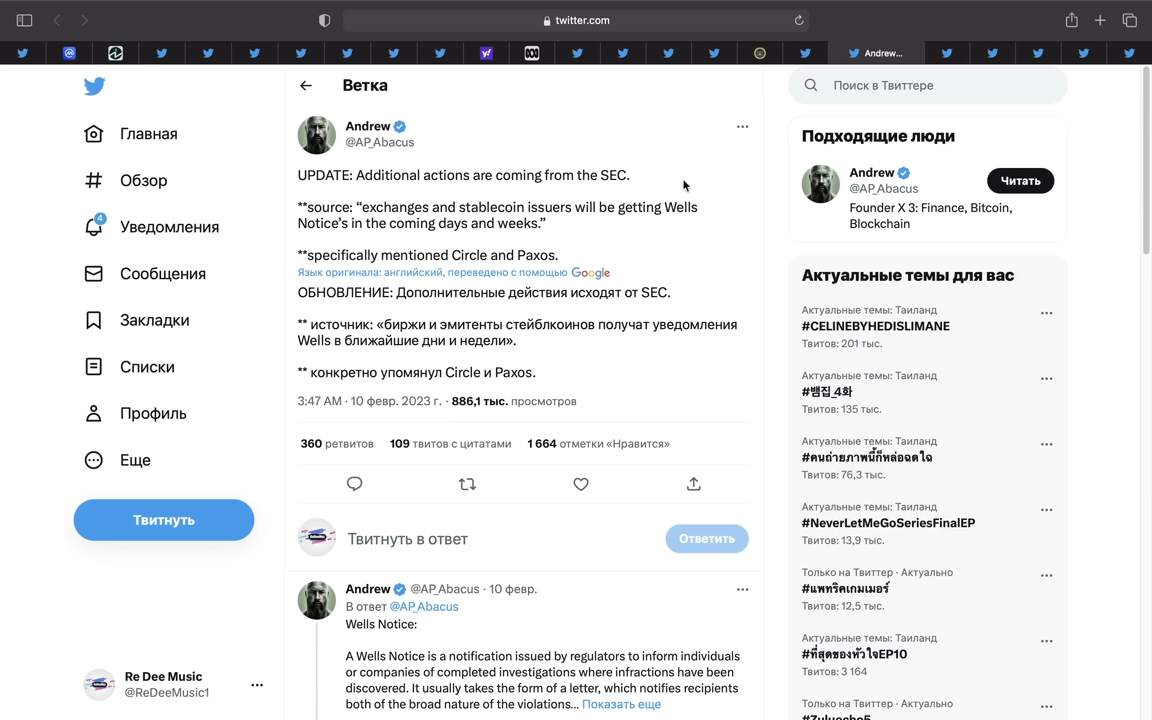 twitter.com
Andrew...
Ветка
Поиск в Твиттере
Главная
Обзор
4
Уведомления
Сообщения
Закладки
Списки
Профиль
Еще
Твитнуть
Re Dee Music
@ReDeeMusic1
Andrew
@AP_Abacus
UPDATE: Additional actions are coming from the SEC.
**source: “exchanges and stablecoin issuers will be getting Wells
Notice’s in the coming days and weeks.”
**specifically mentioned Circle and Paxos.
Язык оригинала: английский, переведено с помощью Google
ОБНОВЛЕНИЕ: Дополнительные действия исходят от SEC.
** источник: «биржи и эмитенты стейблкоинов получат уведомления
Wells в ближайшие дни и недели».
** конкретно упомянул Circle и Paxos.
3:47 AM · 10 февр. 2023 г. · 886,1 тыс. просмотров
360 ретвитов 109 твитов с цитатами 1 664 отметки «Нравится»
Твитнуть в ответ
Ответить
Andrew @AP_Abacus · 10 февр.
В ответ @AP_Abacus
Wells Notice:
A Wells Notice is a notification issued by regulators to inform individuals
or companies of completed investigations where infractions have been
discovered. It usually takes the form of a letter, which notifies recipients
both of the broad nature of the violations... Показать еще
Подходящие люди
Andrew
@AP_Abacus
Читать
Founder X 3: Finance, Bitcoin,
Blockchain
Актуальные темы для вас
Актуальные темы: Таиланд
#CELINEBYHEDISLIMANE
Твитов: 201 тыс.
Актуальные темы: Таиланд
#뱀집_4화
Твитов: 135 тыс.
Актуальные темы: Таиланд
#คนถ่ายภาพนี้ก็หล่อฉดใจ
Твитов: 76,3 тыс.
Актуальные темы: Таиланд
#NeverLetMeGoSeriesFinalEP
Твитов: 13,9 тыс.
Только на Твиттер · Актуально
#แพทริคเกมเมอร์
Твитов: 12,5 тыс.
Актуальные темы: Таиланд
#ที่สุดของหัวใจEP10
Твитов: 3 164
Только на Твиттер · Актуально